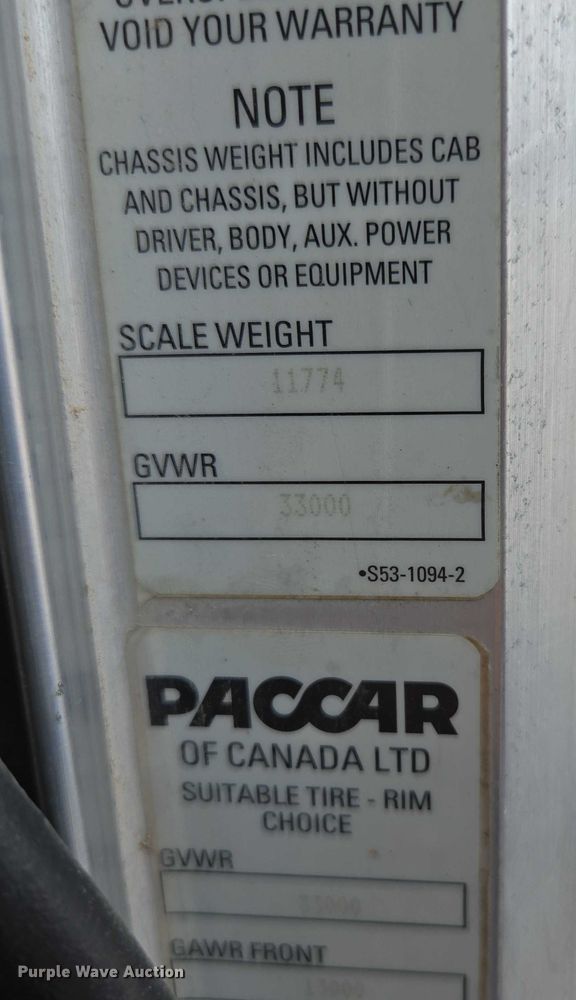 VOID YOUR WARRANTY
NOTE
CHASSIS WEIGHT INCLUDES CAB
AND CHASSIS, BUT WITHOUT
DRIVER, BODY, AUX. POWER
DEVICES OR EQUIPMENT
SCALE WEIGHT
11774
GVWR
33000
•S53-1094-2
PACCAR
OF CANADA LTD
SUITABLE TIRE - RIM
CHOICE
GVWR
33000
GAWR FRONT
Purple Wave Auction